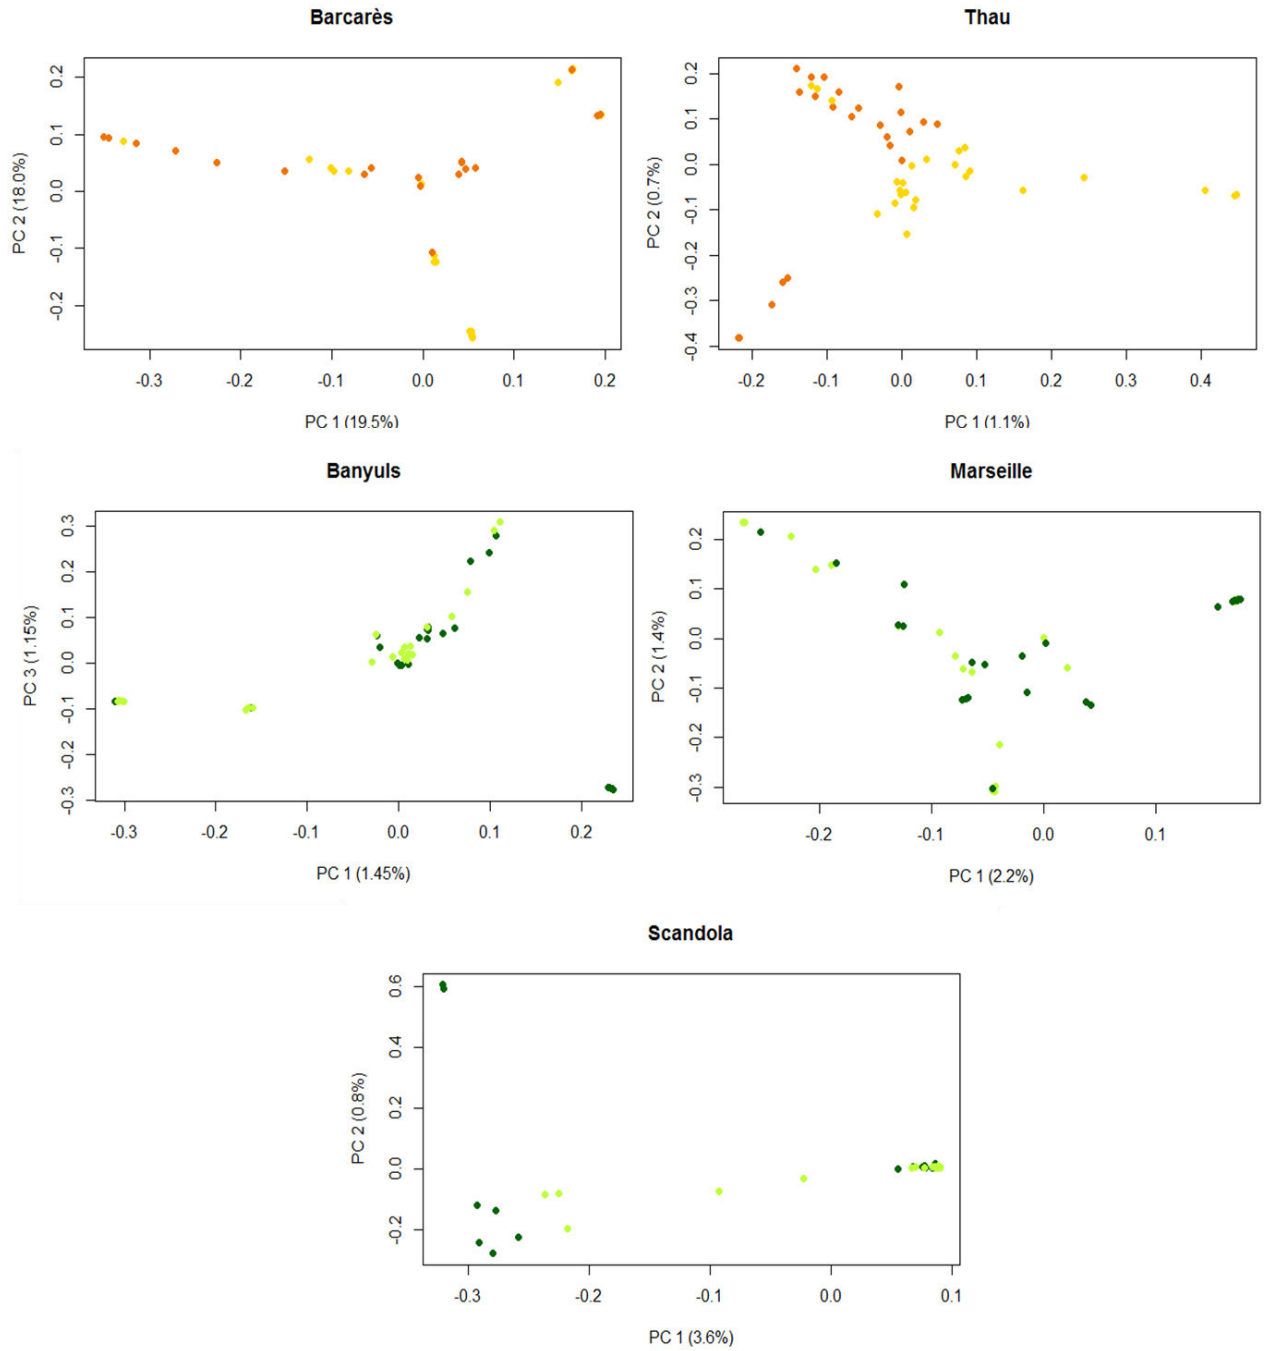 Barcarès
Thau
PC 2 (18.0%)
0.2
0.1
0.0
-0.1
-0.2
-0.3 -0.2 -0.1 0.0 0.1 0.2
PC 1 (19.5%)
PC 2 (0.7%)
0.2
0.1
0.0
-0.1
-0.2
-0.3
-0.4
-0.2 -0.1 0.0 0.1 0.2 0.3 0.4
PC 1 (1.1%)
Banyuls
Marseille
PC 3 (1.15%)
0.3
0.2
0.1
0.0
-0.1
-0.2
-0.3
-0.3 -0.2 -0.1 0.0 0.1 0.2
PC 1 (1.45%)
PC 2 (1.4%)
0.2
0.1
0.0
-0.1
-0.2
-0.3
-0.2 -0.1 0.0 0.1
PC 1 (2.2%)
Scandola
PC 2 (0.8%)
0.6
0.4
0.2
0.0
-0.2
-0.3 -0.2 -0.1 0.0 0.1
PC 1 (3.6%)